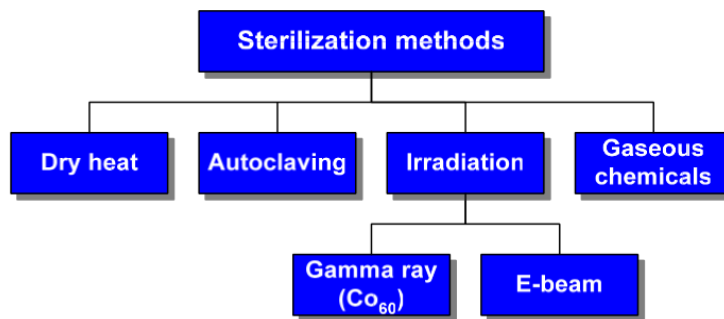 Sterilization methods
Dry heat
Autoclaving
Irradiation
Gaseous
chemicals
Gamma ray
(Co60)
E-beam